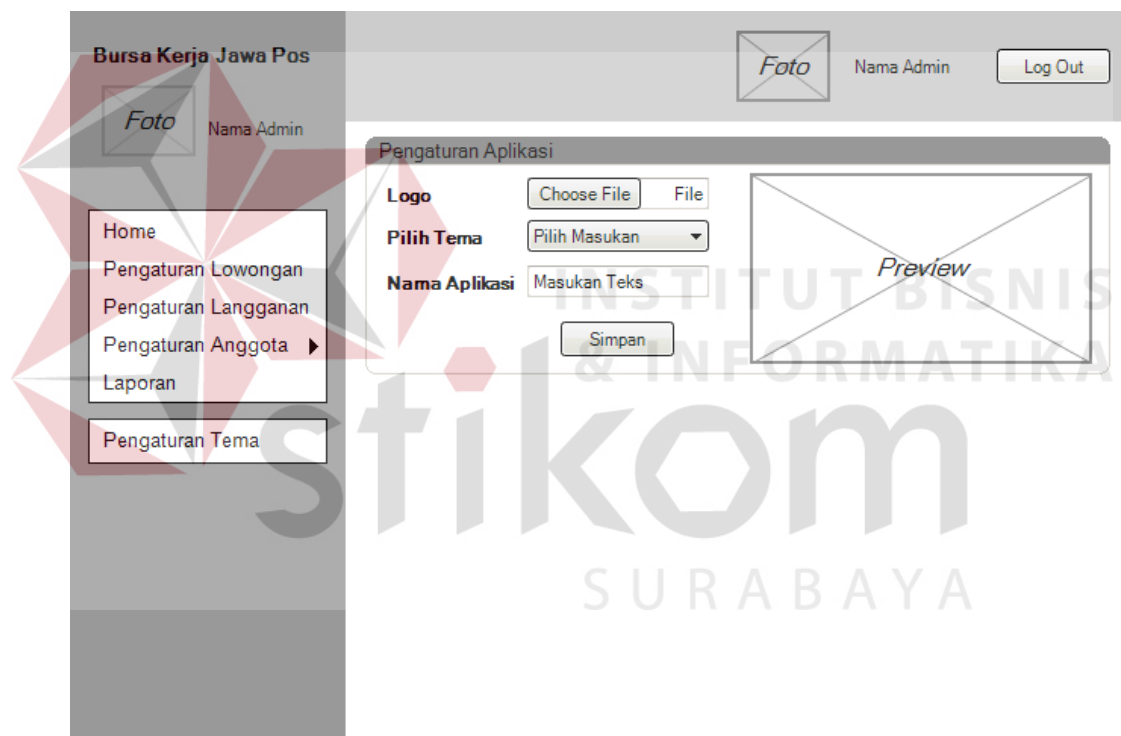 Bursa Kerja Jawa Pos
Foto
Nama Admin
Foto
Nama Admin
Log Out
Home
Pengaturan Lowongan
Pengaturan Langganan
Pengaturan Anggota
Laporan
Pengaturan Tema
Pengaturan Aplikasi
Logo
Choose File
File
Pilih Tema
Pilih Masukan
Nama Aplikasi
Masukan Teks
Simpan
Preview
INSTITUT BISNIS
& INFORMATIKA
stikom
SURABAYA